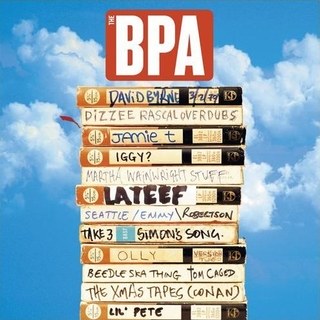 THE
BPA
DAVID BYRNE 3/2/79
DIZZEE RASCAL OVERDUBS
Jamie t
IGGY?
MARTHA WAINWRIGHT STUFF...
LATEEF
SEATTLE / EMMY \ ROBERTSON
TAKE 3 SIMON'S SONG.
OLLY
BEEDLE SKA THING TOM CAGED
THE XMAS TAPES (CONAN)
LIL' PETE